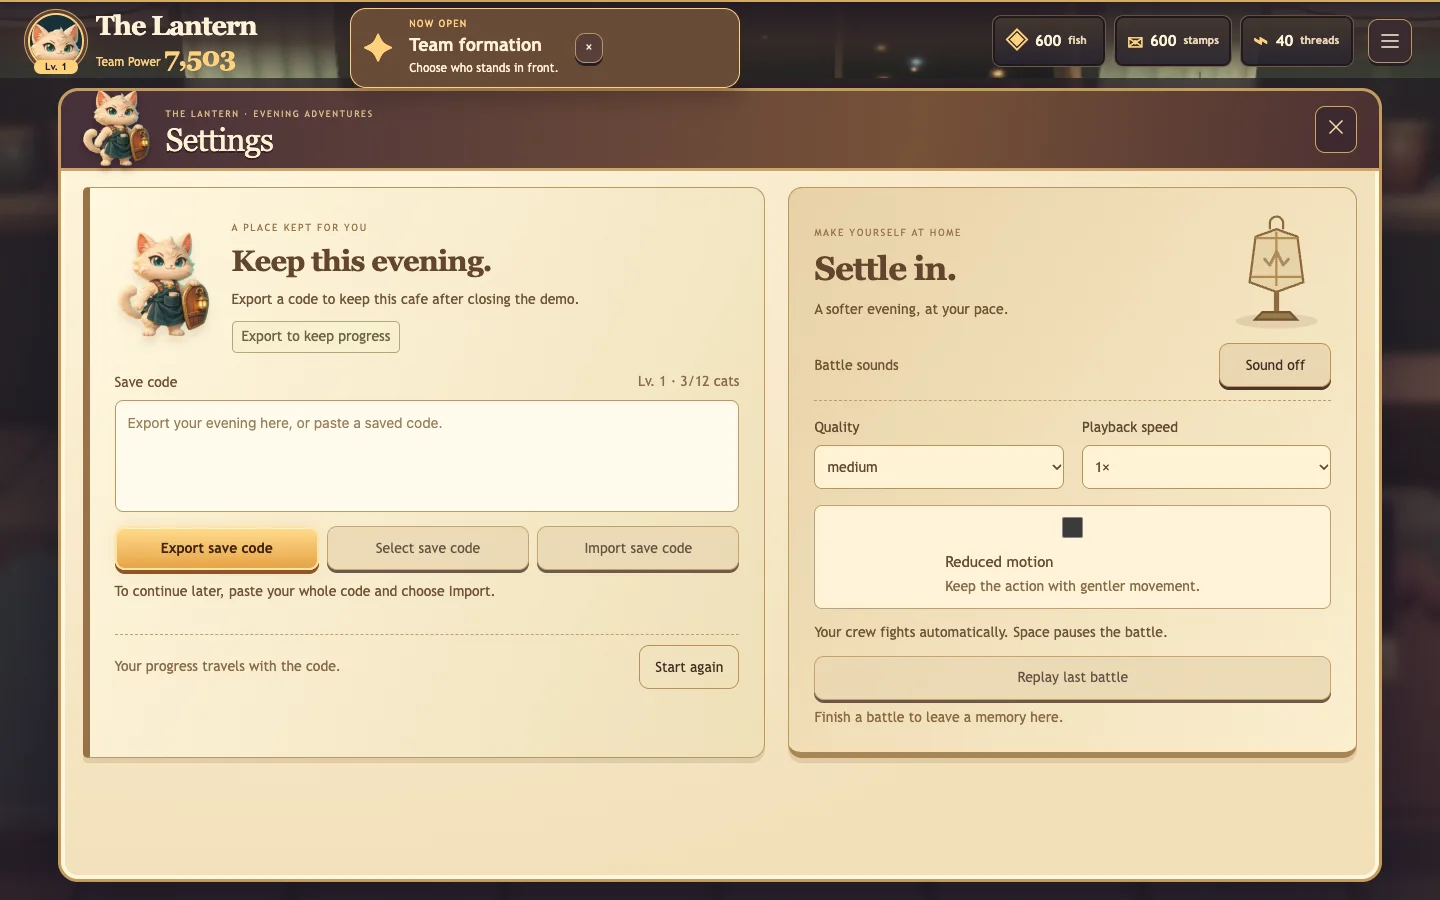 The Lantern
Lv. 1
Team Power 7,503
NOW OPEN
Team formation
Choose who stands in front.
×
600 fish
600 stamps
40 threads
THE LANTERN · EVENING ADVENTURES
Settings
A PLACE KEPT FOR YOU
Keep this evening.
Export a code to keep this cafe after closing the demo.
Export to keep progress
Save code
Lv. 1 · 3/12 cats
Export your evening here, or paste a saved code.
Export save code
Select save code
Import save code
To continue later, paste your whole code and choose Import.
Your progress travels with the code.
Start again
MAKE YOURSELF AT HOME
Settle in.
A softer evening, at your pace.
Battle sounds
Sound off
Quality
Playback speed
medium
1×
Reduced motion
Keep the action with gentler movement.
Your crew fights automatically. Space pauses the battle.
Replay last battle
Finish a battle to leave a memory here.